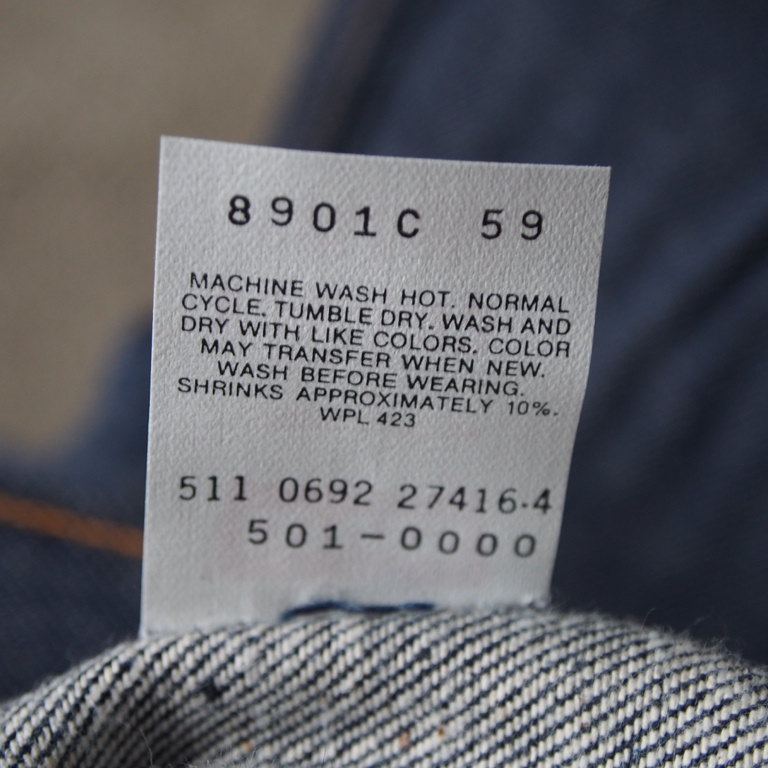 8901C 59
MACHINE WASH HOT. NORMAL
CYCLE. TUMBLE DRY. WASH AND
DRY WITH LIKE COLORS. COLOR
MAY TRANSFER WHEN NEW.
WASH BEFORE WEARING.
SHRINKS APPROXIMATELY 10%.
WPL 423
511 0692 27416-4
501-0000